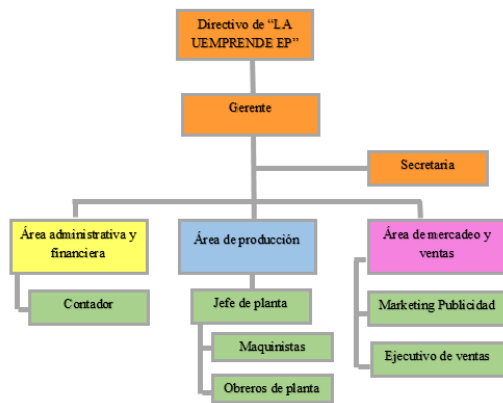 Directivo de “LA
UEMPRENDE EP”
Gerente
Secretaria
Área administrativa y
financiera
Área de producción
Área de mercadeo y
ventas
Contador
Jefe de planta
Marketing Publicidad
Maquinistas
Ejecutivo de ventas
Obreros de planta